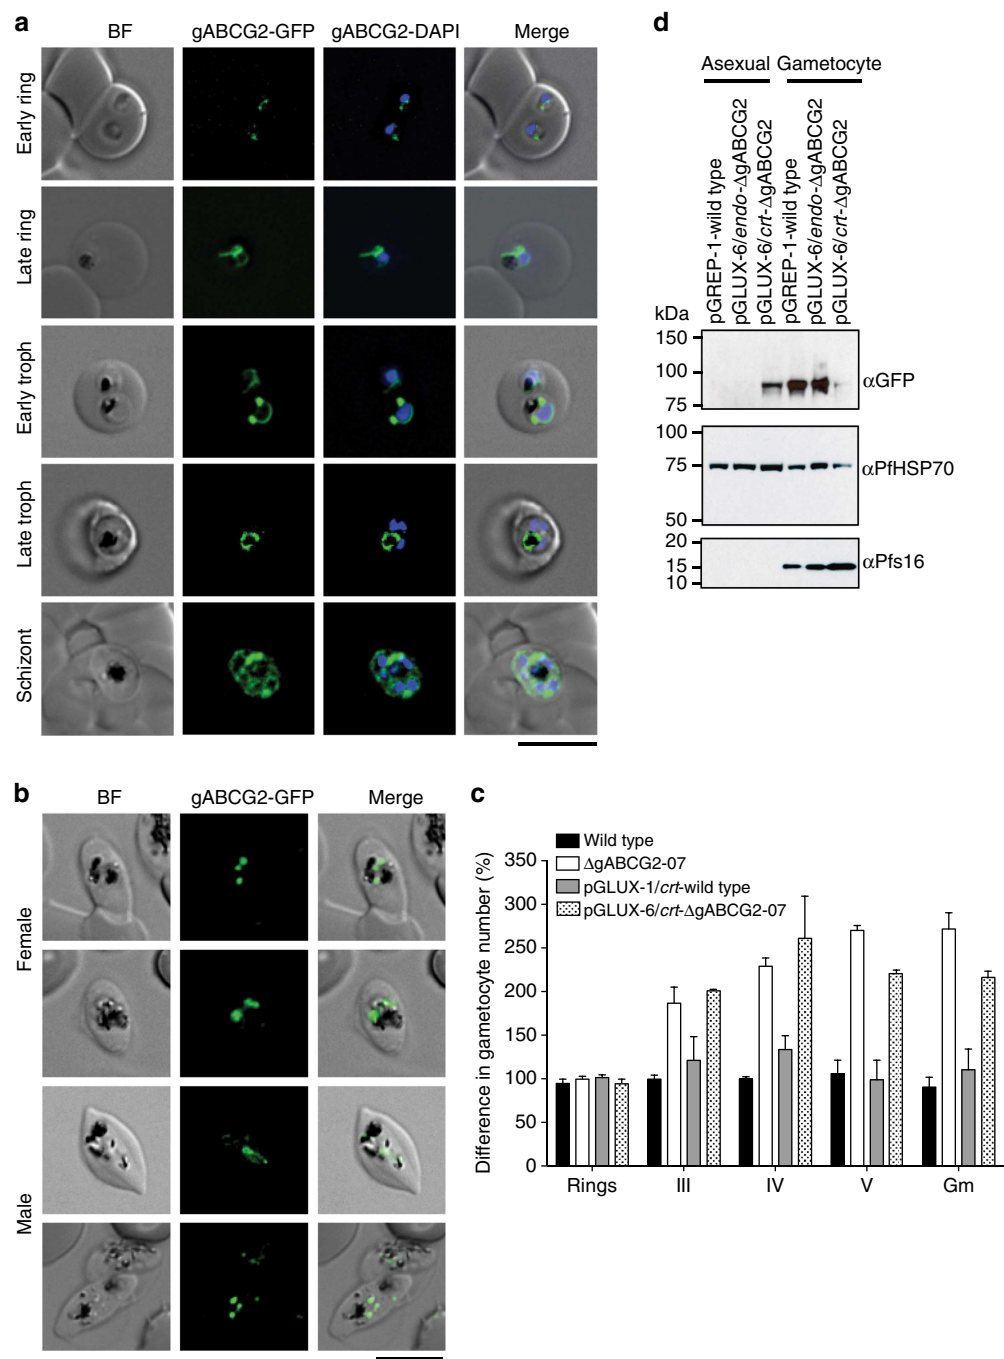 a
BF
gABCG2-GFP
gABCG2-DAPI
Merge
Early ring
Late ring
Early troph
Late troph
Schizont
b
BF
gABCG2-GFP
Merge
Female
Male
c
Wild type
ΔgABCG2-07
pGLUX-1/crt-wild type
pGLUX-6/crt-ΔgABCG2-07
Difference in gametocyte number (%)
350
300
250
200
150
100
50
0
Rings
III
IV
V
Gm
d
Asexual Gametocyte
pGREP-1-wild type
pGLUX-6/endo-ΔgABCG2
pGLUX-6/crt-ΔgABCG2
pGREP-1-wild type
pGLUX-6/endo-ΔgABCG2
pGLUX-6/crt-ΔgABCG2
kDa
150
100
75
αGFP
100
75
50
αPfHSP70
20
15
10
αPfs16